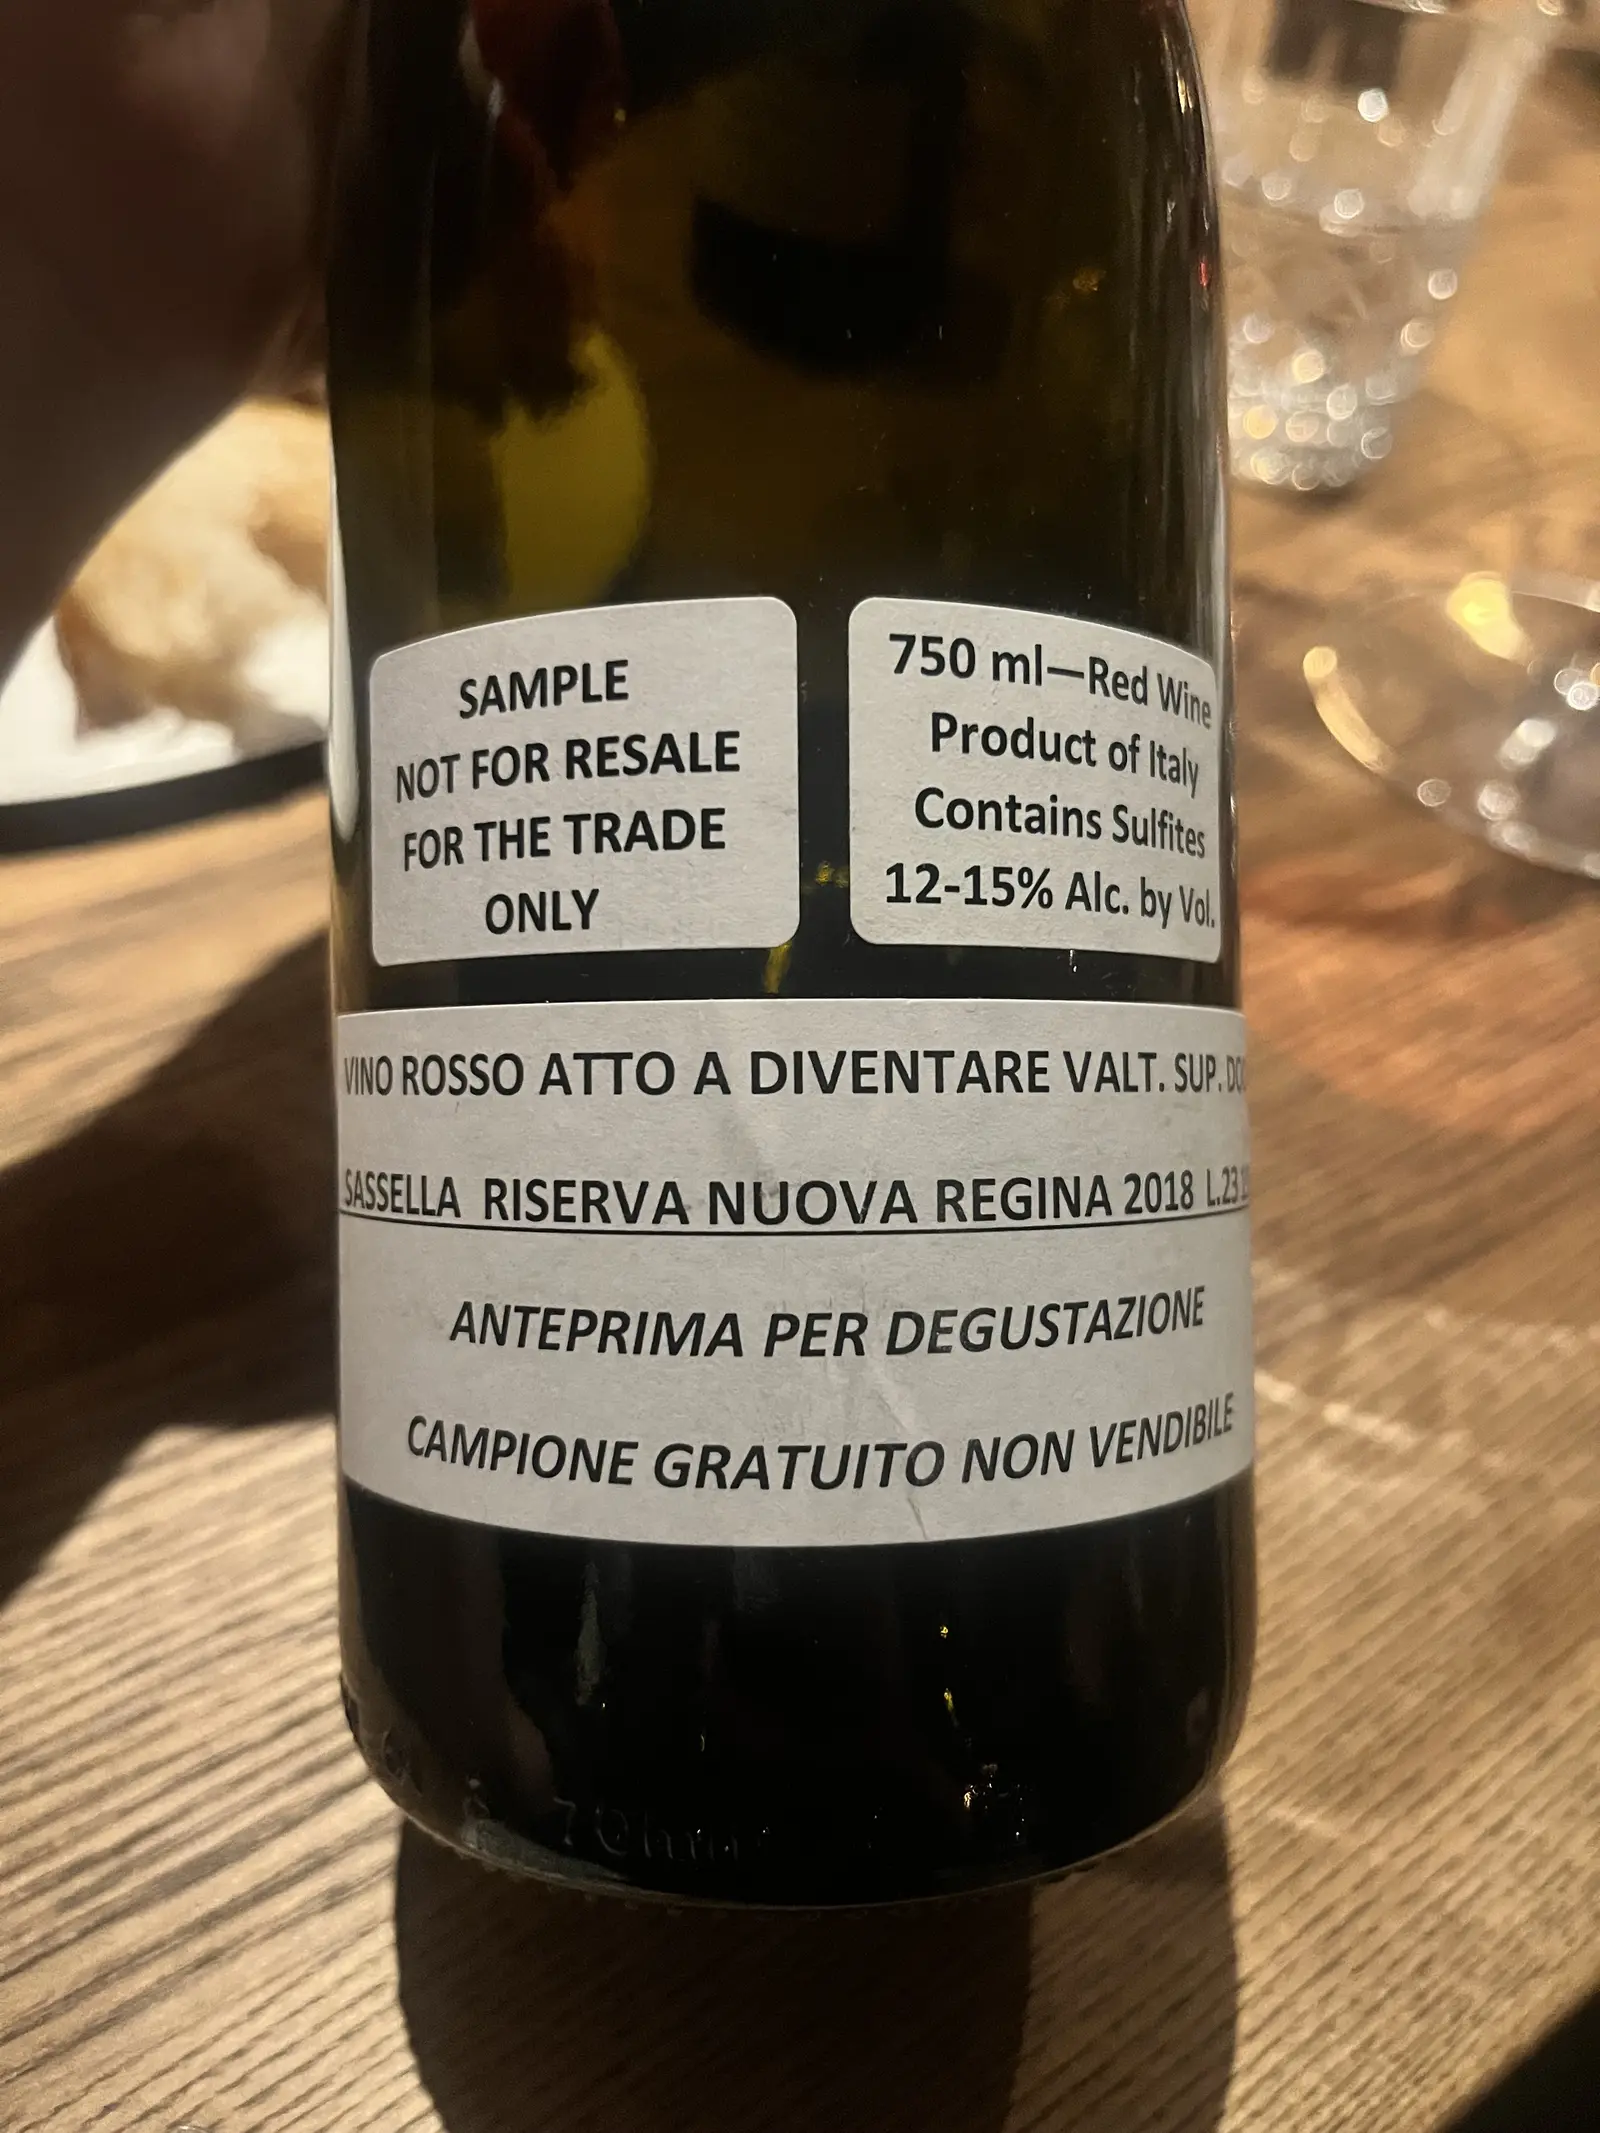 SAMPLE
NOT FOR RESALE
FOR THE TRADE
ONLY
750 ml—Red Wine
Product of Italy
Contains Sulfites
12-15% Alc. by Vol.
VINO ROSSO ATTO A DIVENTARE VALT. SUP.
SASSELLA RISERVA NUOVA REGINA 2018
ANTEPRIMA PER DEGUSTAZIONE
CAMPIONE GRATUITO NON VENDIBILE